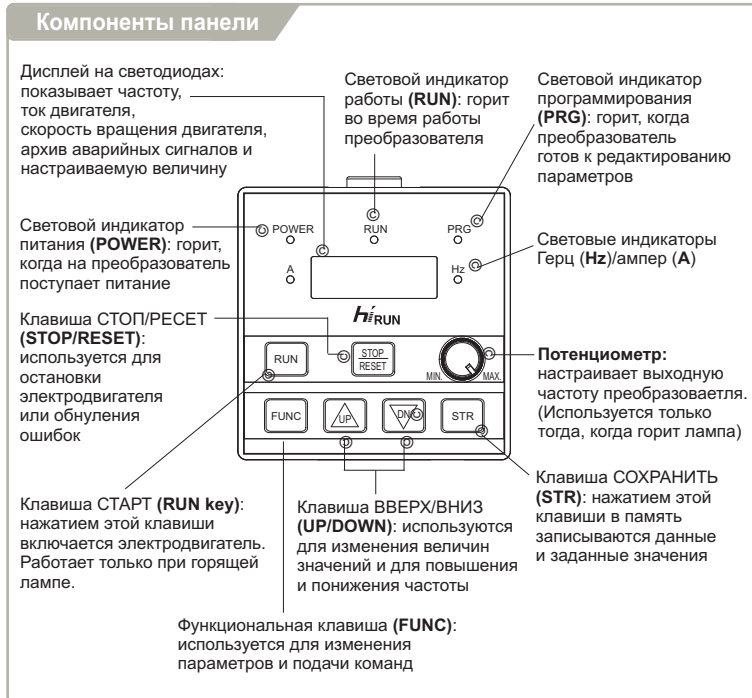 Компоненты панели
Дисплей на светодиодах:
показывает частоту,
ток двигателя,
скорость вращения двигателя,
архив аварийных сигналов и
настраиваемую величину
Световой индикатор
работы (RUN): горит
во время работы
преобразователя
Световой индикатор
программирования
(PRG): горит, когда
преобразователь
готов к редактированию
параметров
Световой индикатор
питания (POWER): горит,
когда на преобразователь
поступает питание
POWER
RUN
PRG
A
Hz
Световые индикаторы
Герц (Hz)/ампер (A)
hiRUN
Клавиша СТОП/РЕСЕТ
(STOP/RESET):
используется для
остановки
электродвигателя
или обнуления
ошибок
RUN
STOP
RESET
MIN.
MAX.
FUNC
UP
DN
STR
Потенциометр:
настраивает выходную
частоту преобразоваетля.
(Используется только
тогда, когда горит лампа)
Клавиша СТАРТ (RUN key):
нажатием этой клавиши
включается электродвигатель.
Работает только при горящей
лампе.
Клавиша ВВЕРХ/ВНИЗ
(UP/DOWN): используются
для изменения величин
значений и для повышения
и понижения частоты
Клавиша СОХРАНИТЬ
(STR): нажатием этой
клавиши в память
записываются данные
и заданные значения
Функциональная клавиша (FUNC):
используется для изменения
параметров и подачи команд